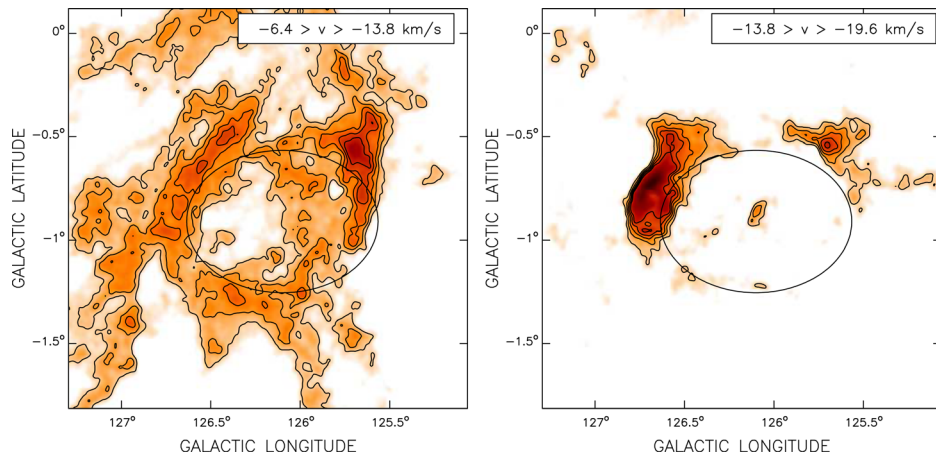 −6.4 > v > −13.8 km/s
0°
−0.5°
−1°
−1.5°
GALACTIC LATITUDE
127°
126.5°
126°
125.5°
GALACTIC LONGITUDE
−13.8 > v > −19.6 km/s
0°
−0.5°
−1°
−1.5°
GALACTIC LATITUDE
127°
126.5°
126°
125.5°
GALACTIC LONGITUDE